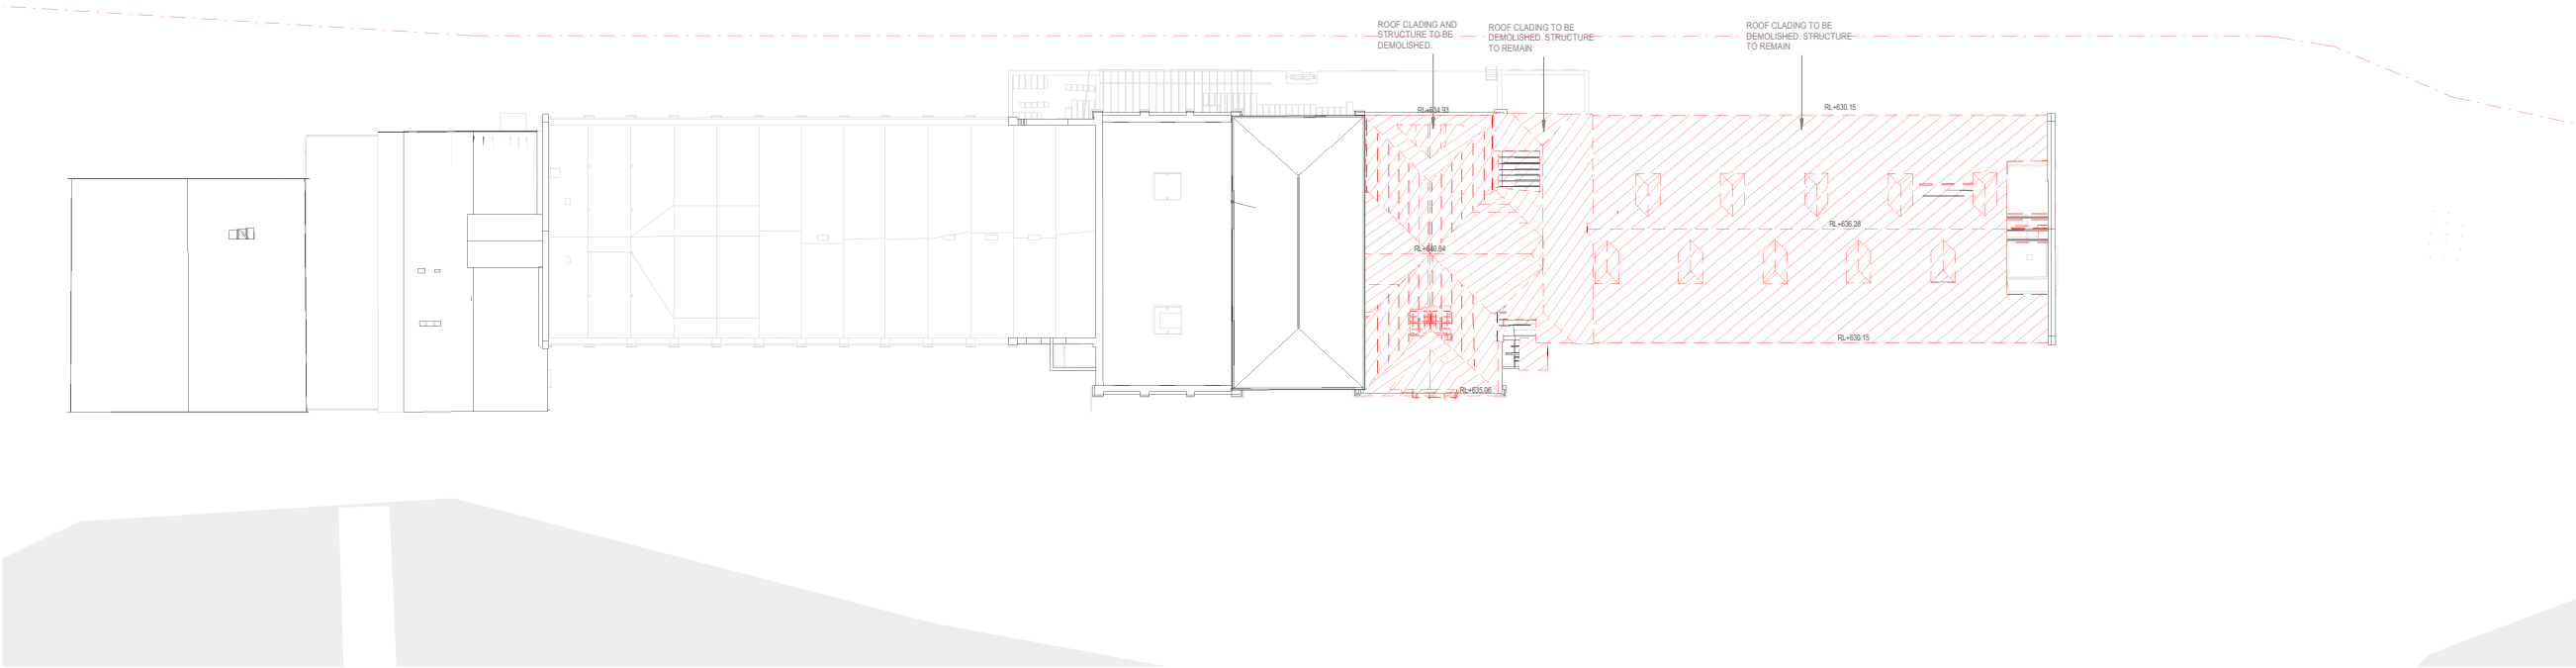 ROOF CLADING AND
STRUCTURE TO BE
DEMOLISHED.
ROOF CLADING TO BE
DEMOLISHED. STRUCTURE
TO REMAIN
ROOF CLADING TO BE
DEMOLISHED. STRUCTURE
TO REMAIN
RL+634.93
RL+630.15
RL+636.28
RL+640.84
RL+630.15
RL+635.06